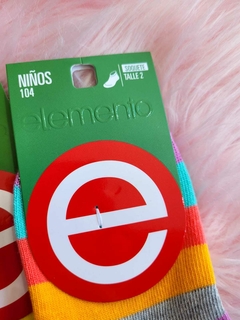 NIÑOS
104
SOQUETE
TALLE 2
elemento
e